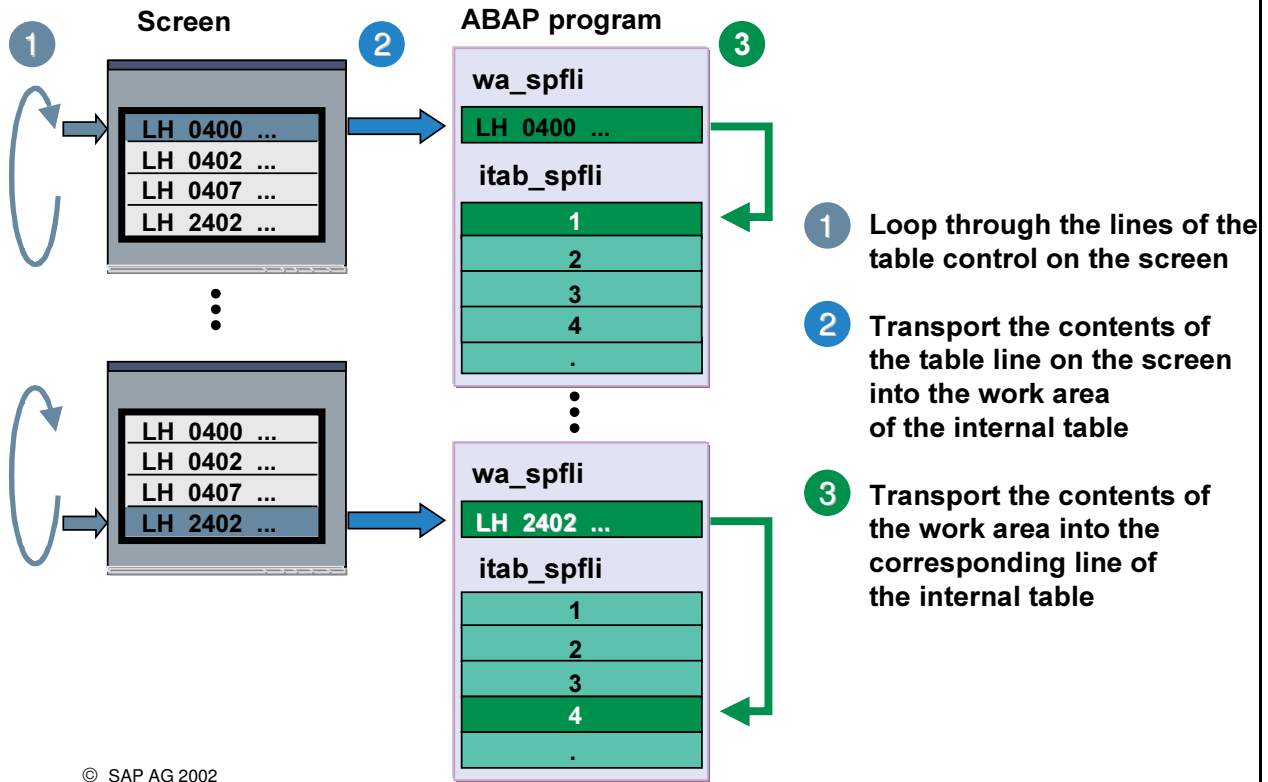 Screen
ABAP program
1
2
3
LH 0400 ...
LH 0402 ...
LH 0407 ...
LH 2402 ...
wa_spfli
LH 0400 ...
itab_spfli
1
2
3
4
.
LH 0400 ...
LH 0402 ...
LH 0407 ...
LH 2402 ...
wa_spfli
LH 2402 ...
itab_spfli
1
2
3
4
.
1 Loop through the lines of the
table control on the screen
2 Transport the contents of
the table line on the screen
into the work area
of the internal table
3 Transport the contents of
the work area into the
corresponding line of
the internal table
© SAP AG 2002